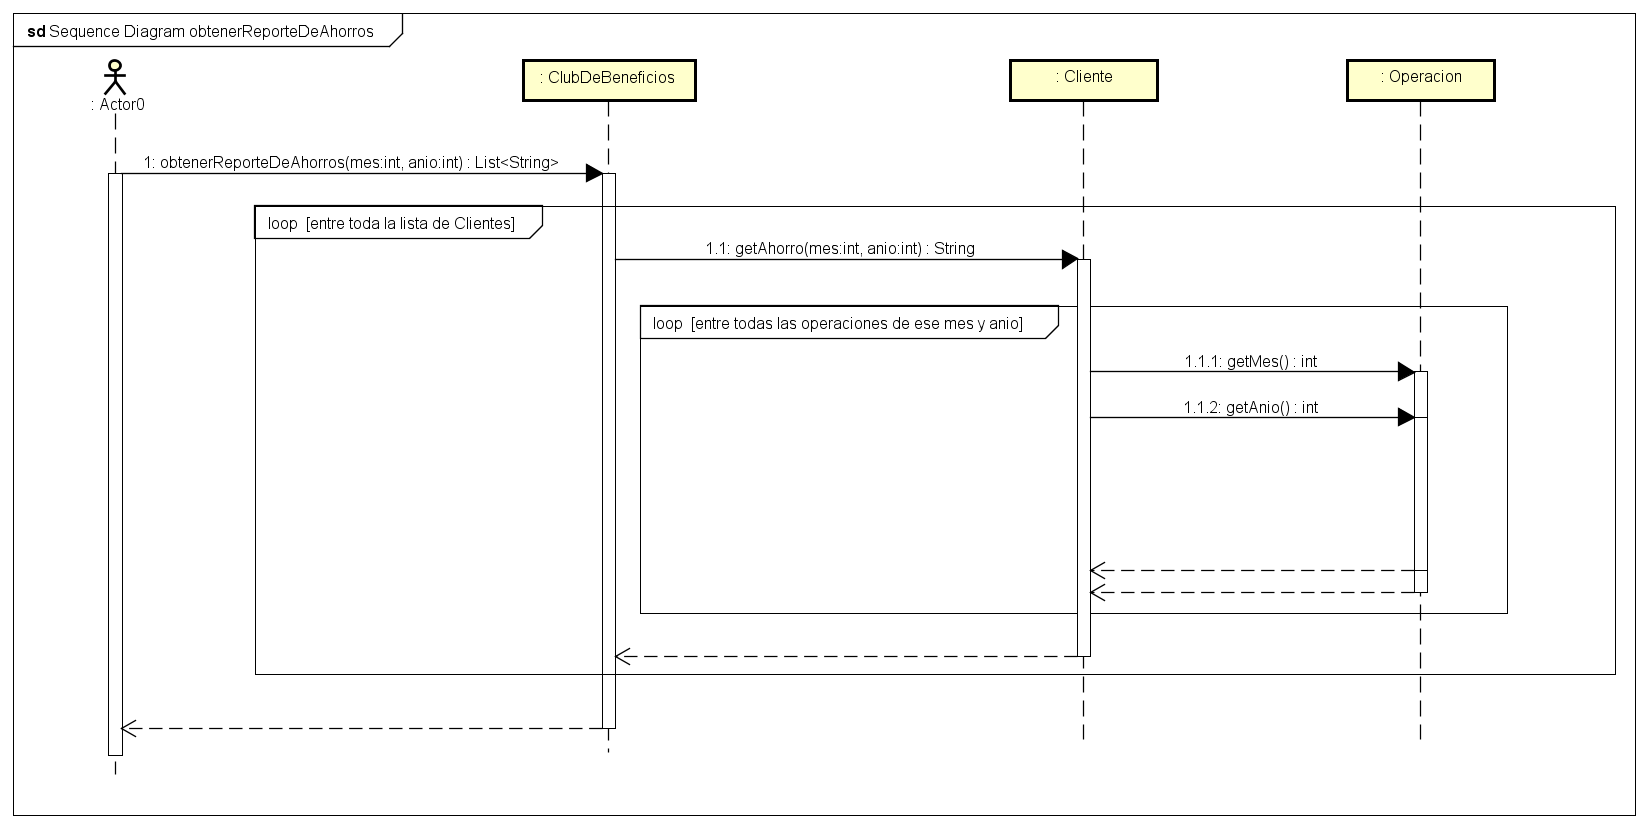 sd Sequence Diagram obtenerReporteDeAhorros
: Actor0
: ClubDeBeneficios
: Cliente
: Operacion
1: obtenerReporteDeAhorros(mes:int, anio:int) : List<String>
loop [entre toda la lista de Clientes]
1.1: getAhorro(mes:int, anio:int) : String
loop [entre todas las operaciones de ese mes y anio]
1.1.1: getMes() : int
1.1.2: getAnio() : int